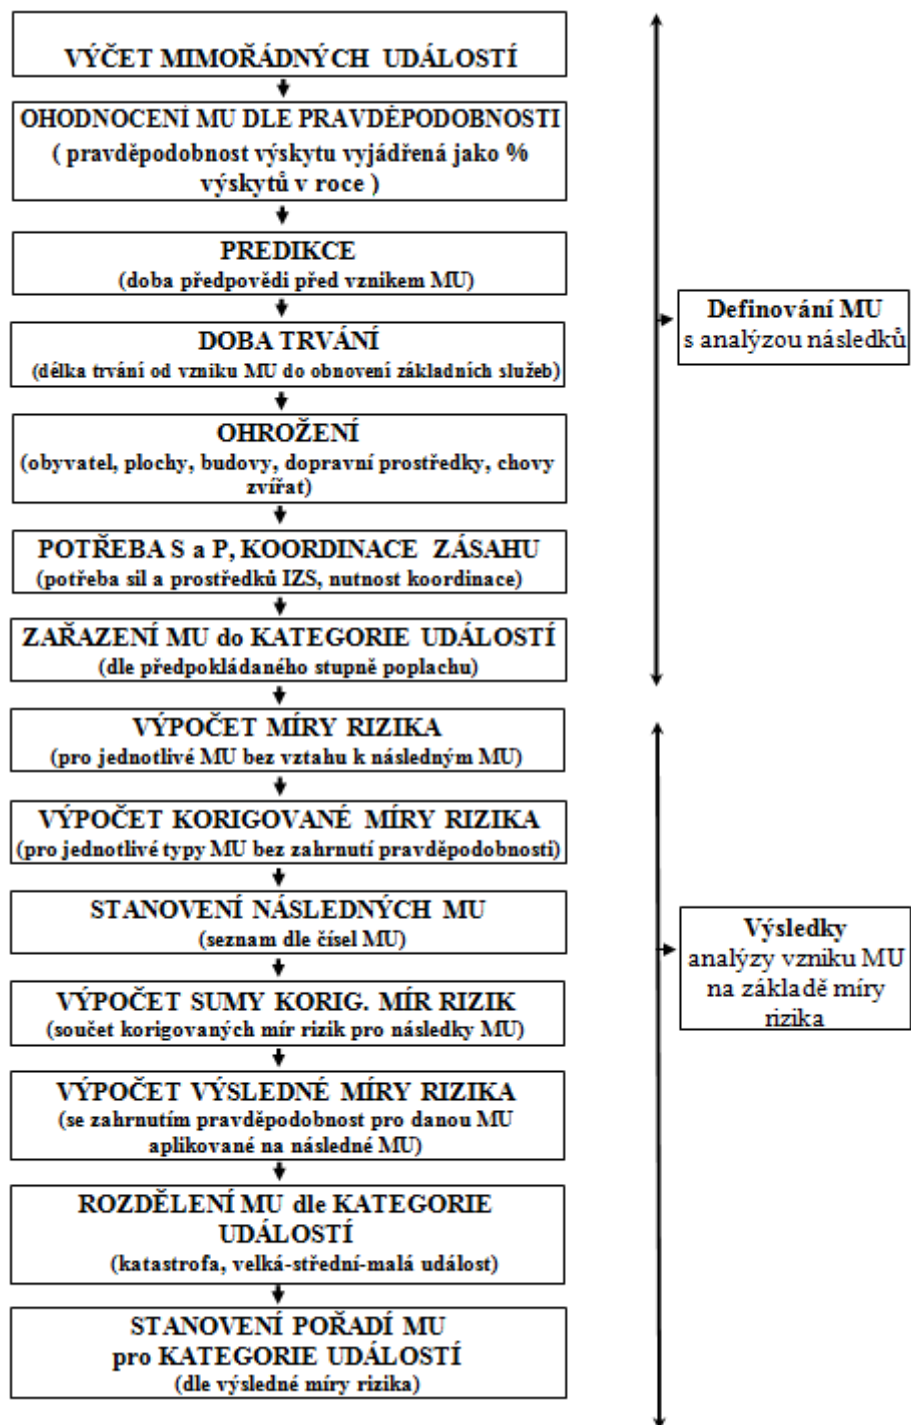 VÝČET MIMOŘÁDNÝCH UDÁLOSTÍ
OHODNOCENÍ MU DLE PRAVDĚPODOBNOSTI
( pravděpodobnost výskytu vyjádřená jako %
výskytů v roce )
PREDIKCE
(doba předpovědi před vznikem MU)
DOBA TRVÁNÍ
(délka trvání od vzniku MU do obnovení základních služeb)
OHROŽENÍ
(obyvatel, plochy, budovy, dopravní prostředky, chovy
zvířat)
POTŘEBA S a P, KOORDINACE ZÁSAHU
(potřeba sil a prostředků IZS, nutnost koordinace)
ZAŘAZENÍ MU do KATEGORIE UDÁLOSTÍ
(dle předpokládaného stupně poplachu)
VÝPOČET MÍRY RIZIKA
(pro jednotlivé MU bez vztahu k následným MU)
VÝPOČET KORIGOVANÉ MÍRY RIZIKA
(pro jednotlivé typy MU bez zahrnutí pravděpodobnosti)
STANOVENÍ NÁSLEDNÝCH MU
(seznam dle čísel MU)
VÝPOČET SUMY KORIG. MÍR RIZIK
(součet korigovaných mír rizik pro následky MU)
VÝPOČET VÝSLEDNÉ MÍRY RIZIKA
(se zahrnutím pravděpodobnost pro danou MU
aplikované na následné MU)
ROZDĚLENÍ MU dle KATEGORIE
UDÁLOSTÍ
(katastrofa, velká-střední-malá událost)
STANOVENÍ POŘADÍ MU
pro KATEGORIE UDÁLOSTÍ
(dle výsledné míry rizika)
Definování MU
s analýzou následků
Výsledky
analýzy vzniku MU
na základě míry
rizika